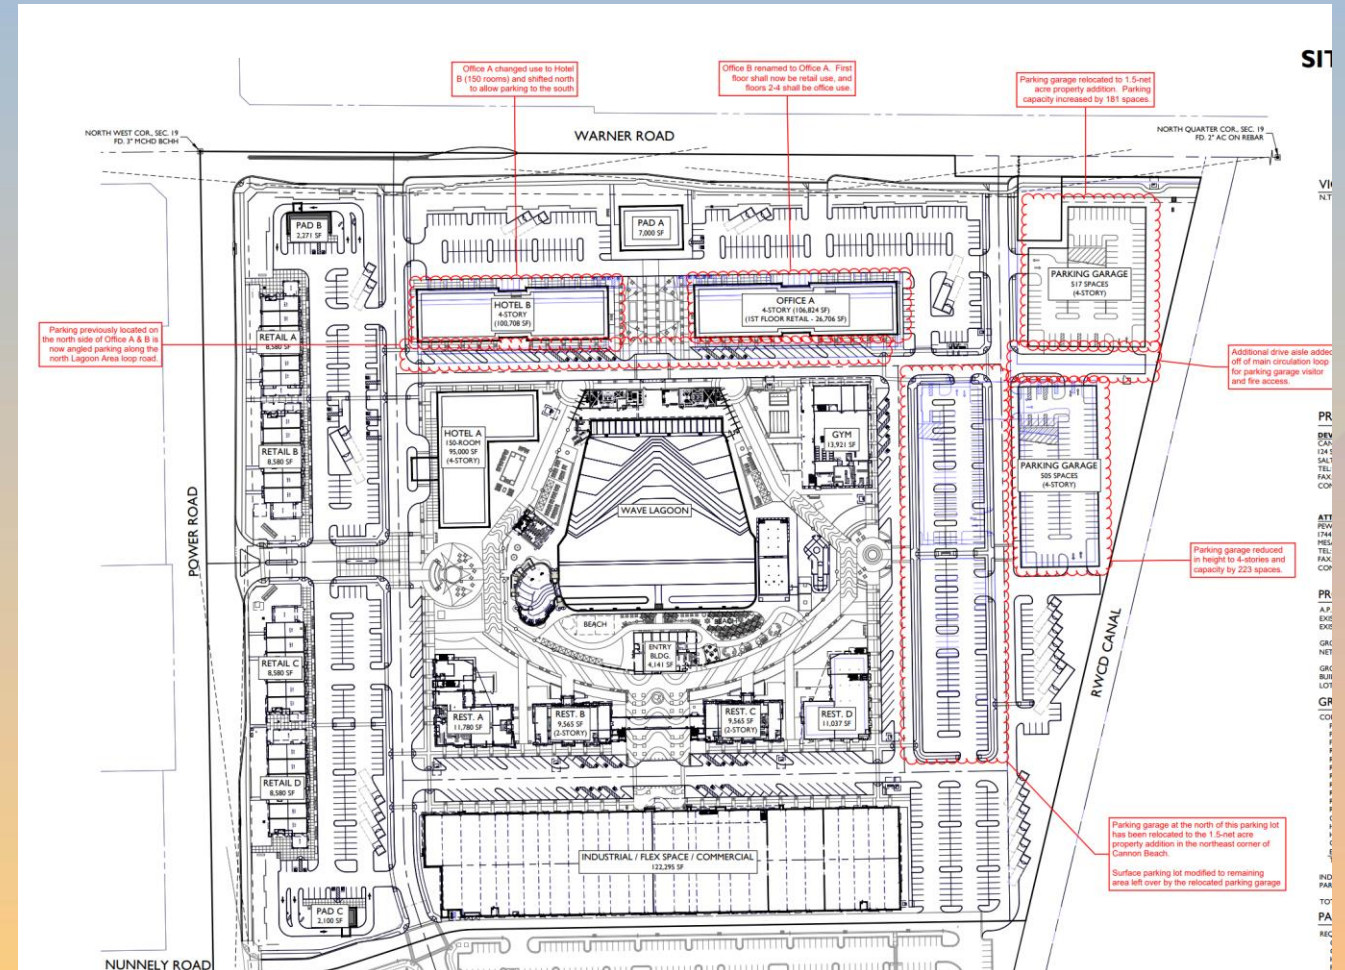 SIT
Office A changed use to Hotel
B (150 rooms) and shifted north
to allow parking to the south
Office B renamed to Office A. First
floor shall now be retail use, and
floors 2-4 shall be office use.
Parking garage relocated to 1.5-net
acre property addition. Parking
capacity increased by 181 spaces.
NORTH WEST COR., SEC. 19
FD. 3" MCHD BCHH
WARNER ROAD
NORTH QUARTER COR., SEC. 19
FD. 2" AC ON REBAR
N.T
PAD B
2,271 SF
PAD A
7,000 SF
PARKING GARAGE
517 SPACES
(4-STORY)
HOTEL B
4-STORY
(100,708 SF)
OFFICE A
4-STORY (106,824 SF)
(1ST FLOOR RETAIL - 26,706 SF)
Parking previously located on
the north side of Office A & B is
now angled parking along the
north Lagoon Area loop road.
RETAIL A
8,580 SF
Additional drive aisle added
off of main circulation loop
for parking garage visitor
and fire access.
HOTEL A
150-ROOM
95,000 SF
(4-STORY)
GYM
13,921 SF
RETAIL B
8,580 SF
PARKING GARAGE
505 SPACES
(4-STORY)
WAVE LAGOON
POWER ROAD
Parking garage reduced
in height to 4-stories and
capacity by 223 spaces.
BEACH
BEACH
ENTRY
BLDG.
4,141 SF
RETAIL C
8,580 SF
RWCD CANAL
REST. A
11,780 SF
REST. B
9,565 SF
(2-STORY)
REST. C
9,565 SF
(2-STORY)
REST. D
11,037 SF
RETAIL D
8,580 SF
Parking garage at the north of this parking lot
has been relocated to the 1.5-net acre
property addition in the northeast corner of
Cannon Beach.
Surface parking lot modified to remaining
area left over by the relocated parking garage
INDUSTRIAL / FLEX SPACE / COMMERCIAL
122,295 SF
PAD C
2,100 SF
NUNNELY ROAD